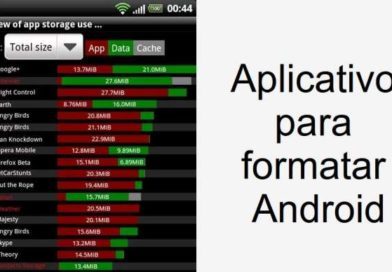 00:44
ew of app storage use ...
: Total size App Data Cache
oogle+ 13.7MiB 21.0MiB
27.6MiB
ight Control 27.7MiB
arth 8.76MiB 16.0MiB
ngry Birds 20.8MiB
ngry Birds 21.1MiB
an Knockdown 22.9MiB
pera Mobile 12.8MiB 9.89MiB
irefox Beta 15.1MiB 6.89MiB
etCarStunts 20.3MiB
ut the Rope 19.4MiB
15.7MiB
eather 20.5MiB
ajesty 20.1MiB
ngry Birds 15.6MiB
kype 13.2MiB
Theory 14.5MiB
13.4MiB
Aplicativo
para
formatar
Android